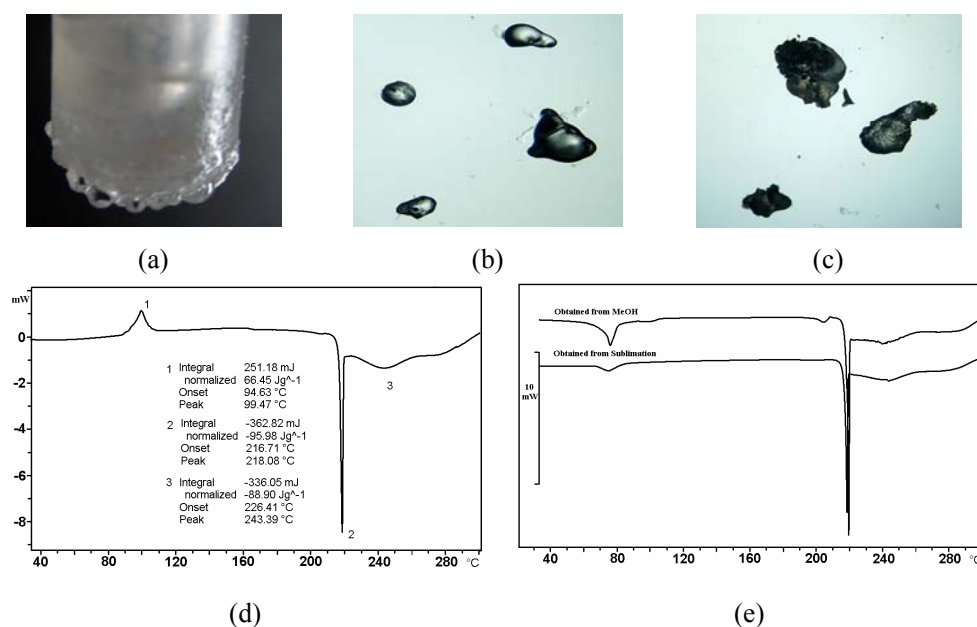 (a)
(b)
(c)
mW
0
-2
-4
-6
-8
1
2
3
1 Integral 251.18 mJ
normalized 66.45 Jg^-1
Onset 94.63 °C
Peak 99.47 °C
2 Integral -362.82 mJ
normalized -95.98 Jg^-1
Onset 216.71 °C
Peak 218.08 °C
3 Integral -336.05 mJ
normalized -88.90 Jg^-1
Onset 226.41 °C
Peak 243.39 °C
40 80 120 160 200 240 280 °C
Obtained from MeOH
Obtained from Sublimation
10
mW
40 80 120 160 200 240 280 °C
(d)
(e)